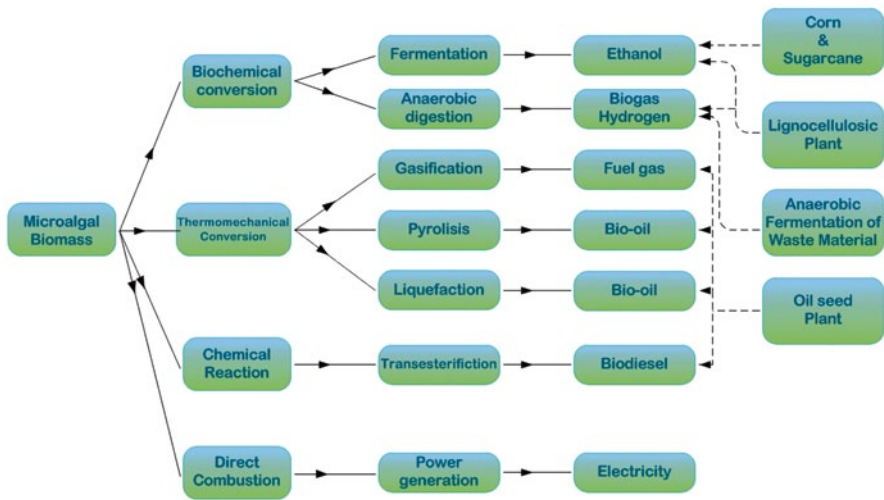 Microalgal
Biomass
Biochemical
conversion
Thermomechanical
Conversion
Chemical
Reaction
Direct
Combustion
Fermentation
Anaerobic
digestion
Gasification
Pyrolisis
Liquefaction
Transesterifiction
Power
generation
Ethanol
Biogas
Hydrogen
Fuel gas
Bio-oil
Bio-oil
Biodiesel
Electricity
Corn
&
Sugarcane
Lignocellulosic
Plant
Anaerobic
Fermentation of
Waste Material
Oil seed
Plant